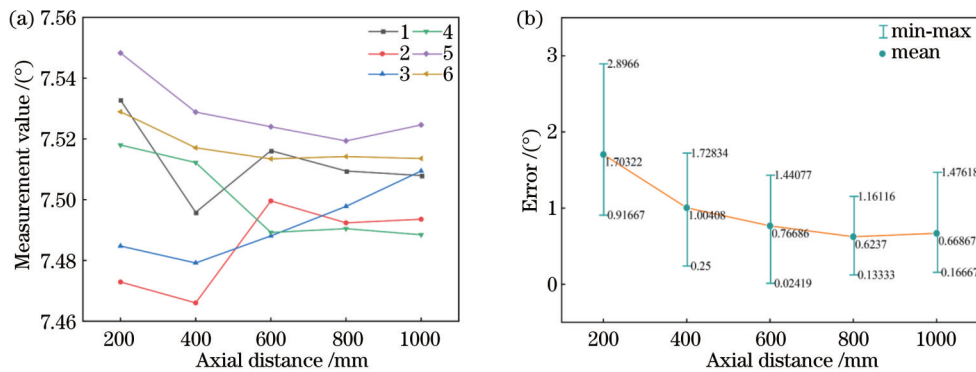 (a)
7.56
7.54
7.52
7.50
7.48
7.46
Measurement value /(°)
1 4
2 5
3 6
200 400 600 800 1000
Axial distance /mm
(b)
min-max
mean
3
2
1
0
Error /(°)
2.8966
1.70322
0.91667
1.72834
1.00408
0.25
1.44077
0.76686
0.02419
1.16116
0.6237
0.13333
1.47618
0.66867
0.16667
200 400 600 800 1000
Axial distance /mm